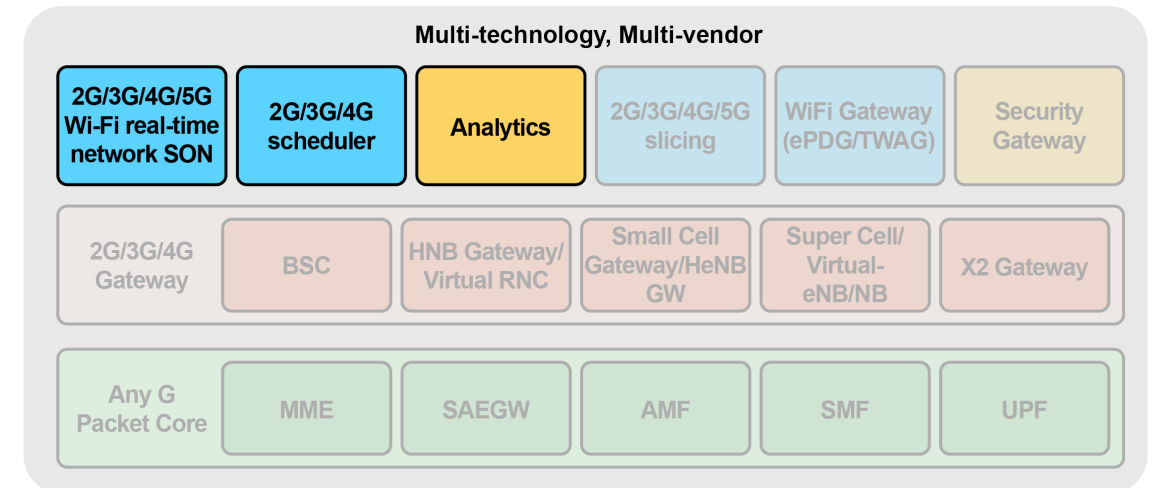 Multi-technology, Multi-vendor
2G/3G/4G/5G
Wi-Fi real-time
network SON
2G/3G/4G
scheduler
Analytics
2G/3G/4G/5G
slicing
WiFi Gateway
(ePDG/TWAG)
Security
Gateway
2G/3G/4G
Gateway
BSC
HNB Gateway/
Virtual RNC
Small Cell
Gateway/HeNB
GW
Super Cell/
Virtual-
eNB/NB
X2 Gateway
Any G
Packet Core
MME
SAEGW
AMF
SMF
UPF